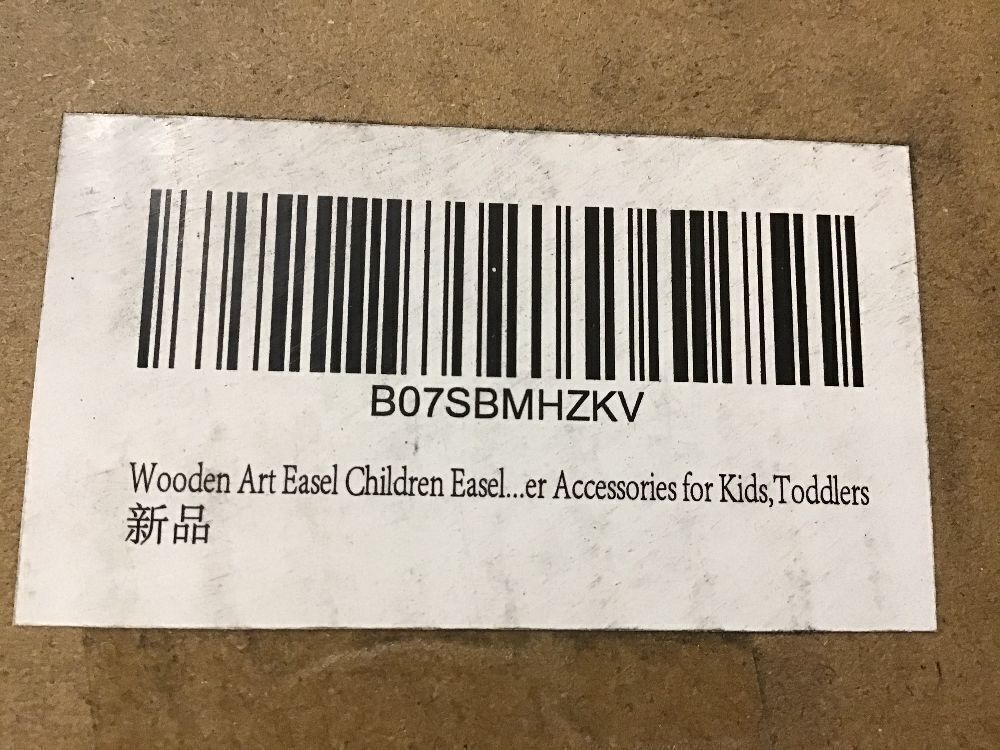 B07SBMHZKV
Wooden Art Easel Children Easel...er Accessories for Kids,Toddlers
新品